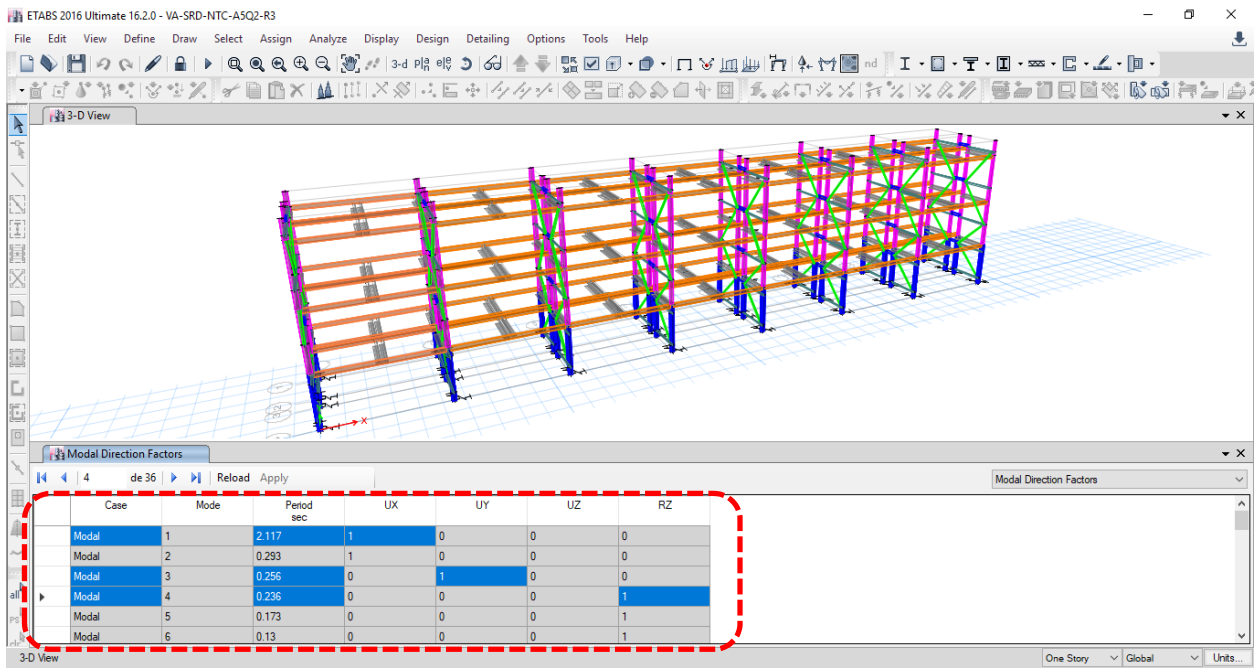 ETABS 2016 Ultimate 16.2.0 - VA-SRD-NTC-A5Q2-R3
File Edit View Define Draw Select Assign Analyze Display Design Detailing Options Tools Help
3-d
nd
3-D View
X
Modal Direction Factors
4 de 36 Reload Apply Modal Direction Factors
Case Mode Period UX UY UZ RZ
sec
Modal 1 2.117 1 0 0 0
Modal 2 0.293 1 0 0 0
Modal 3 0.256 0 1 0 0
Modal 4 0.236 0 0 0 1
Modal 5 0.173 0 0 0 1
Modal 6 0.13 0 0 0 1
all
3-D View One Story Global Units...